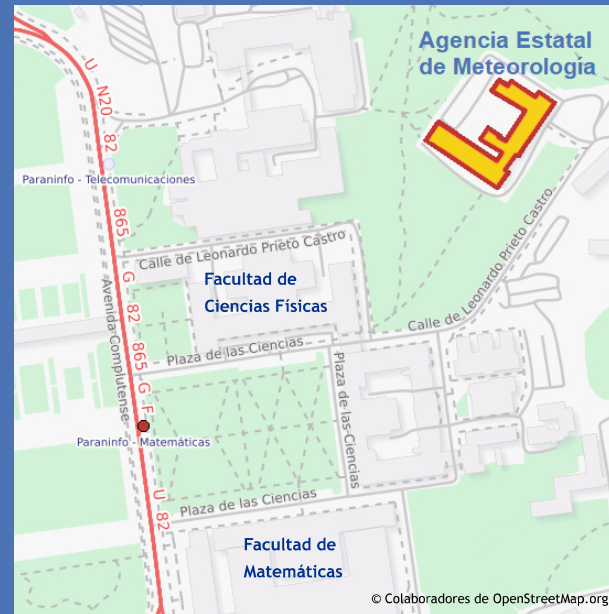 Agencia Estatal
de Meteorología
U N20 82
Paraninfo - Telecomunicaciones
865 G 82 865 G F
Calle de Leonardo Prieto Castro
Calle de Leonardo Prieto Castro
Avenida Complutense
Facultad de
Ciencias Físicas
Plaza de las Ciencias
Plaza de las Ciencias
Paraninfo - Matemáticas
U 82
Plaza de las Ciencias
Facultad de
Matemáticas
© Colaboradores de OpenStreetMap.org